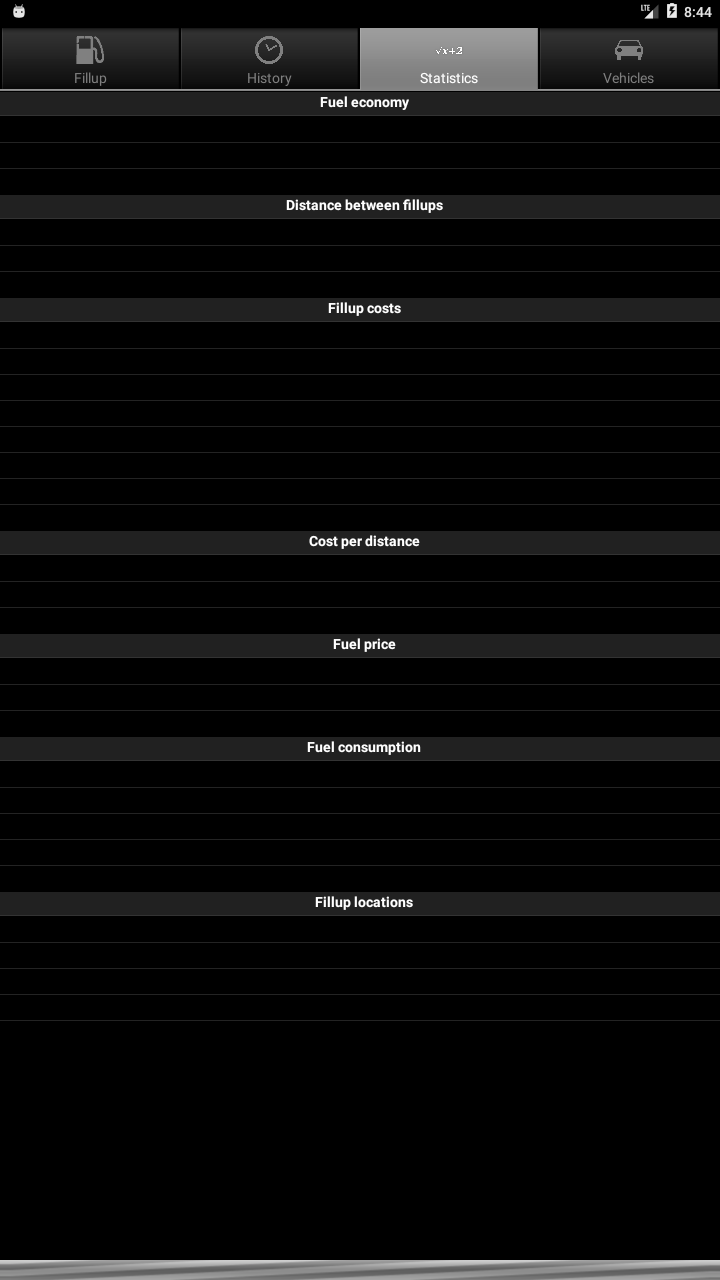 LTE 8:44
√x+2
Fillup History Statistics Vehicles
Fuel economy
Distance between fillups
Fillup costs
Cost per distance
Fuel price
Fuel consumption
Fillup locations